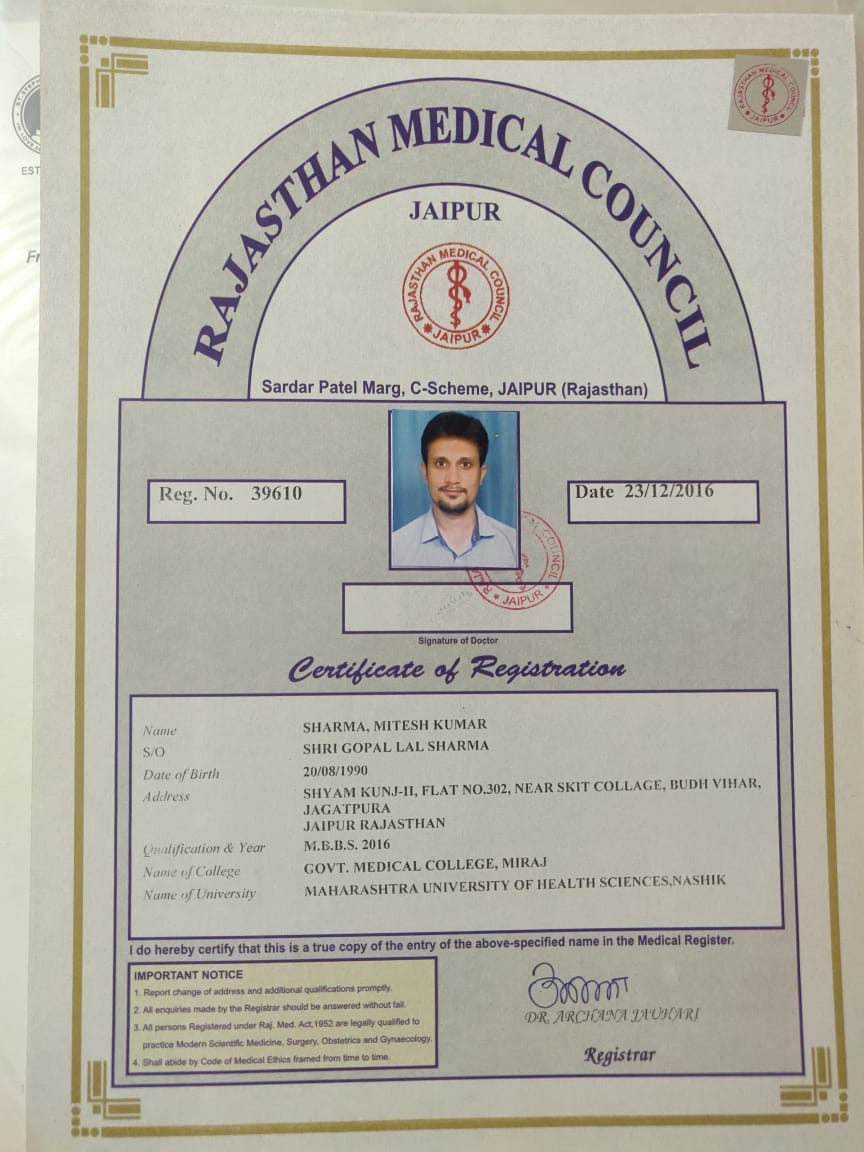 RAJASTHAN MEDICAL COUNCIL
JAIPUR
RAJASTHAN MEDICAL COUNCIL
JAIPUR
RAJASTHAN MEDICAL COUNCIL
JAIPUR
Sardar Patel Marg, C-Scheme, JAIPUR (Rajasthan)
Reg. No. 39610
Date 23/12/2016
AL COUNCIL
JAIPUR
Signature of Doctor
Certificate of Registration
Name SHARMA, MITESH KUMAR
S/O SHRI GOPAL LAL SHARMA
Date of Birth 20/08/1990
Address SHYAM KUNJ-II, FLAT NO.302, NEAR SKIT COLLAGE, BUDH VIHAR,
JAGATPURA
JAIPUR RAJASTHAN
Qualification & Year M.B.B.S. 2016
Name of College GOVT. MEDICAL COLLEGE, MIRAJ
Name of University MAHARASHTRA UNIVERSITY OF HEALTH SCIENCES,NASHIK
I do hereby certify that this is a true copy of the entry of the above-specified name in the Medical Register.
IMPORTANT NOTICE
1. Report change of address and additional qualifications promptly.
2. All enquiries made by the Registrar should be answered without fail.
3. All persons Registered under Raj. Med. Act,1952 are legally qualified to
practice Modern Scientific Medicine, Surgery, Obstetrics and Gynaecology.
4. Shall abide by Code of Medical Ethics framed from time to time.
DR. ARCHANA JAUHARI
Registrar
EST
Fr